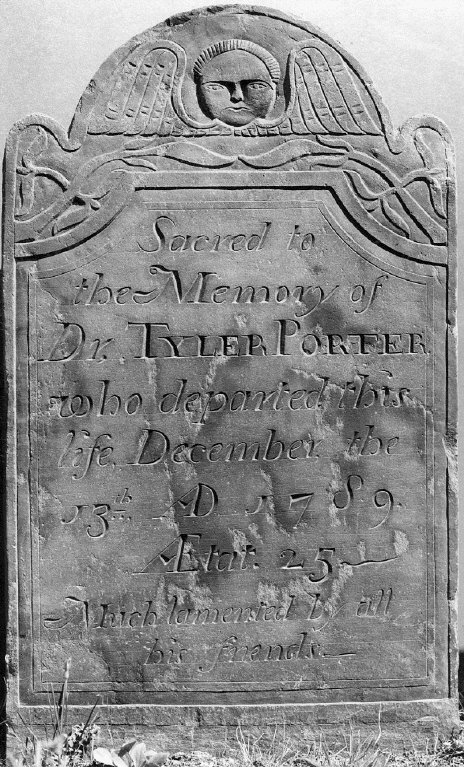 Sacred to
the Memory of
Dr. TYLER PORTER
who departed this
life, December, the
13th. AD. 1789.
Ætat. 25
Much lamented by all
his friends.